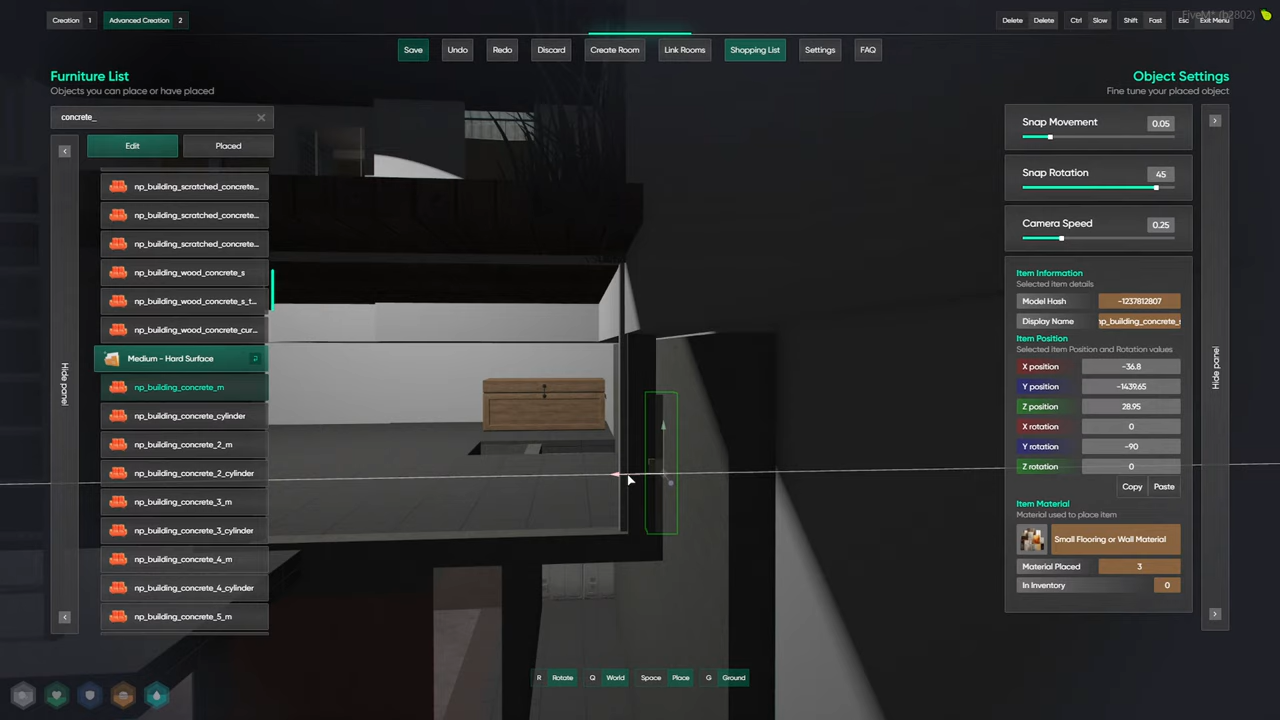 Creation 1
Advanced Creation 2
Delete Delete
Ctrl Slow
Shift Fast
Esc Exit Menu
FiveM* (b2802)
Save
Undo
Redo
Discard
Create Room
Link Rooms
Shopping List
Settings
FAQ
Furniture List
Objects you can place or have placed
concrete_
Edit
Placed
np_building_scratched_concrete...
np_building_scratched_concrete...
np_building_scratched_concrete...
np_building_wood_concrete_s
np_building_wood_concrete_s_t...
np_building_wood_concrete_cur...
Medium - Hard Surface
np_building_concrete_m
np_building_concrete_cylinder
np_building_concrete_2_m
np_building_concrete_2_cylinder
np_building_concrete_3_m
np_building_concrete_3_cylinder
np_building_concrete_4_m
np_building_concrete_4_cylinder
np_building_concrete_5_m
Hide panel
Object Settings
Fine tune your placed object
Snap Movement 0.05
Snap Rotation 45
Camera Speed 0.25
Item Information
Selected Item details
Model Hash -1237812807
Display Name np_building_concrete_s
Item Position
Selected Item Position and Rotation values
X position -36.8
Y position -1439.65
Z position 28.95
X rotation 0
Y rotation -90
Z rotation 0
Copy Paste
Item Material
Material used to place item
Small Flooring or Wall Material
Material Placed 3
In Inventory 0
Hide panel
R Rotate
Q World
Space Place
G Ground